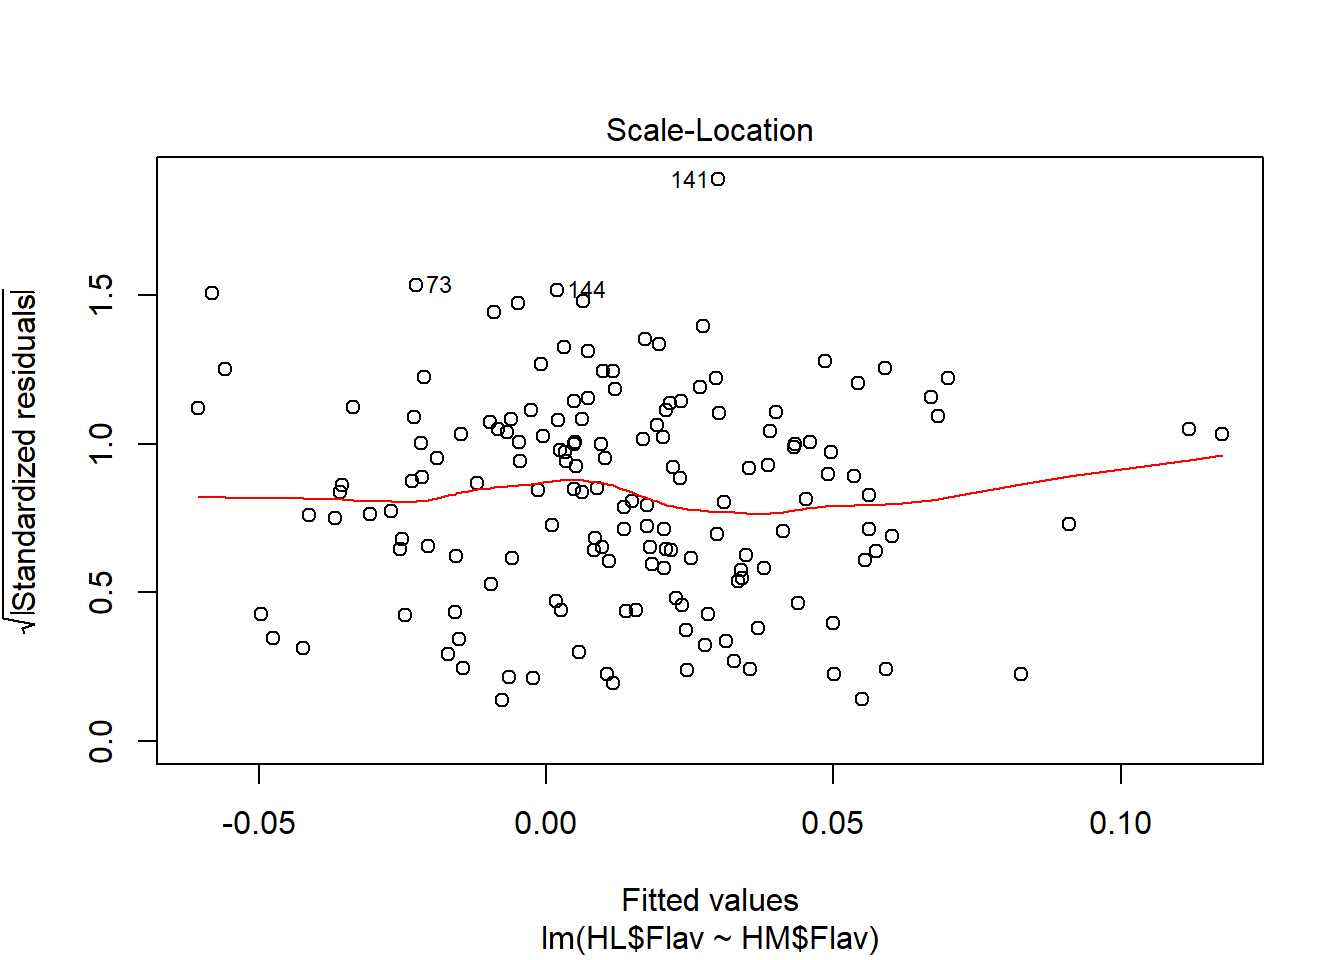 Scale-Location
√|Standardized residuals|
1.5
1.0
0.5
0.0
141
73
144
-0.05
0.00
0.05
0.10
Fitted values
lm(HL$Flav ~ HM$Flav)